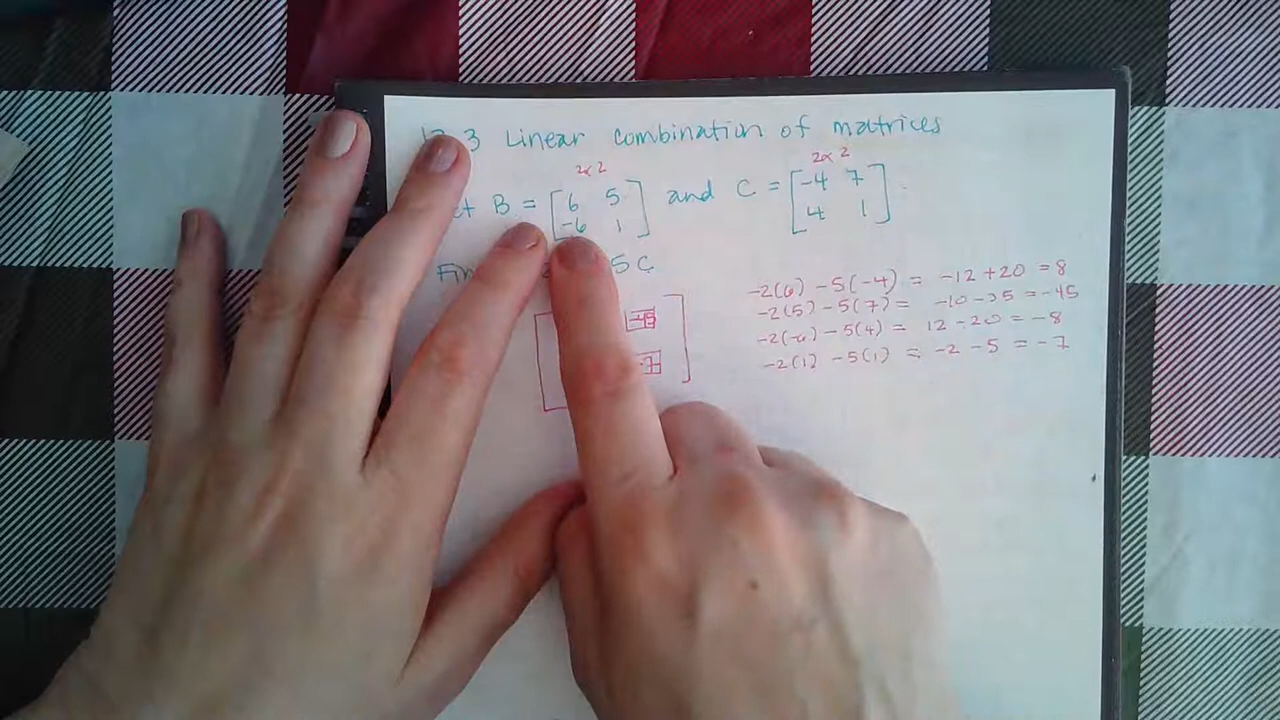 3 Linear combination of matrices
2x2 2x2
B = [6 5 -6 1] and C = [-4 7 4 1].
5C
-45
-7
-2(6) -5(-4) = -12+20 = 8
-2(5) -5(7) = -10-35 = -45
-2(-6) -5(4) = 12-20 = -8
-2(1) -5(1) = -2-5 = -7